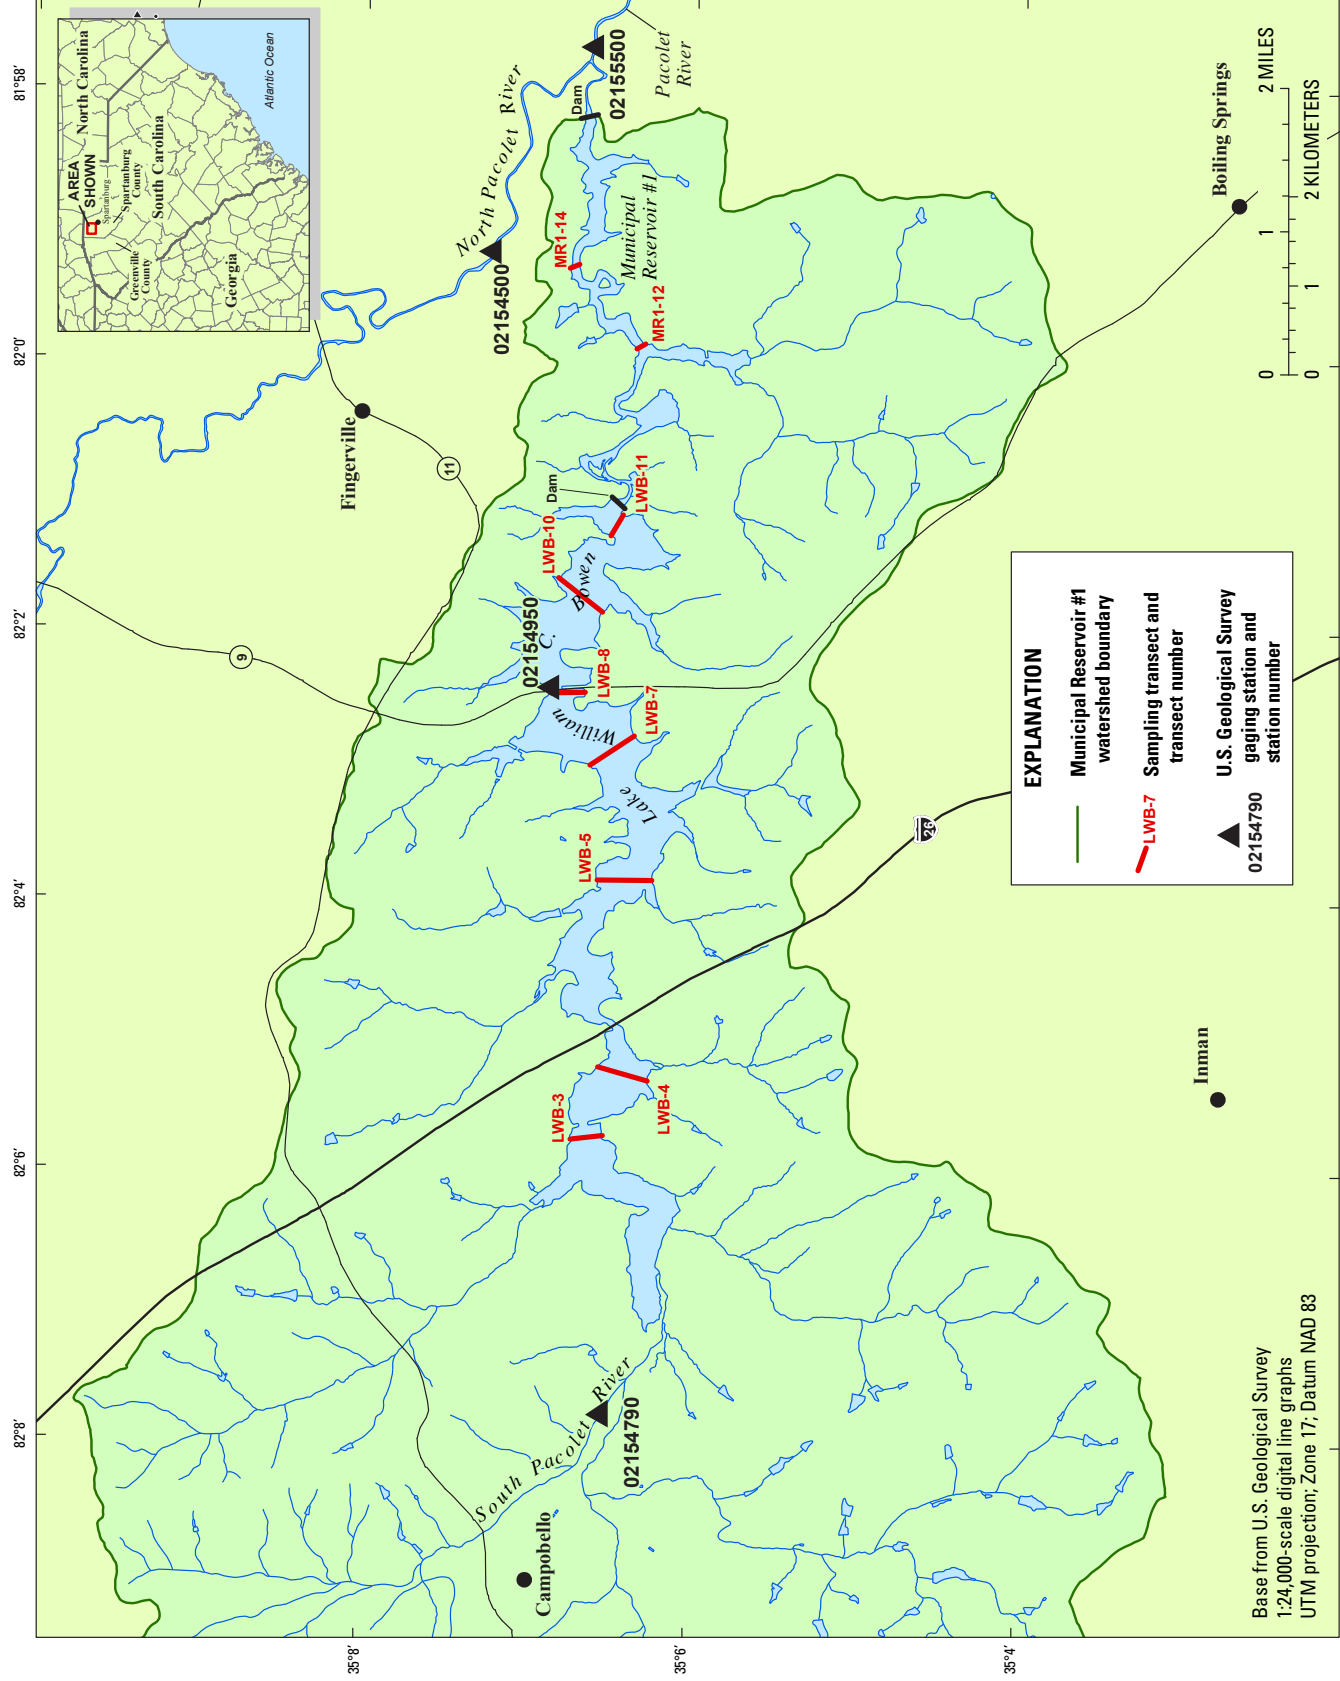 82°8'
82°6'
82°4'
82°2'
82°0'
81°58'
35°8'
35°6'
35°4'
North Carolina
AREA
SHOWN
Spartanburg
Spartanburg
County
South Carolina
Greenville
County
Georgia
Atlantic Ocean
9
11
26
Fingerville
North Pacolet River
02154500
02155500
Pacolet
River
Dam
Municipal
Reservoir #1
MR1-14
MR1-12
Dam
LWB-11
LWB-10
02154950
LWB-8
LWB-7
Lake
William
C.
Bowen
LWB-5
LWB-4
LWB-3
South Pacolet River
02154790
Campobello
Inman
Boiling Springs
EXPLANATION
Municipal Reservoir #1
watershed boundary
LWB-7
Sampling transect and
transect number
02154790
U.S. Geological Survey
gaging station and
station number
0 1 2 MILES
0 1 2 KILOMETERS
Base from U.S. Geological Survey
1:24,000-scale digital line graphs
UTM projection; Zone 17; Datum NAD 83